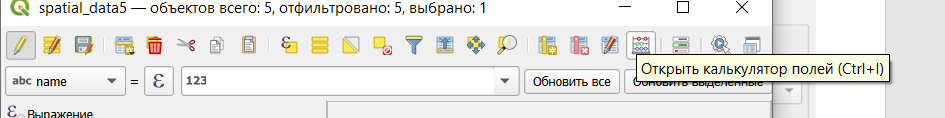 spatial_data5 — объектов всего: 5, отфильтровано: 5, выбрано: 1
abc name = ε 123 Обновить все Обновить выделенные
Открыть калькулятор полей (Ctrl+I)
ε Выражение